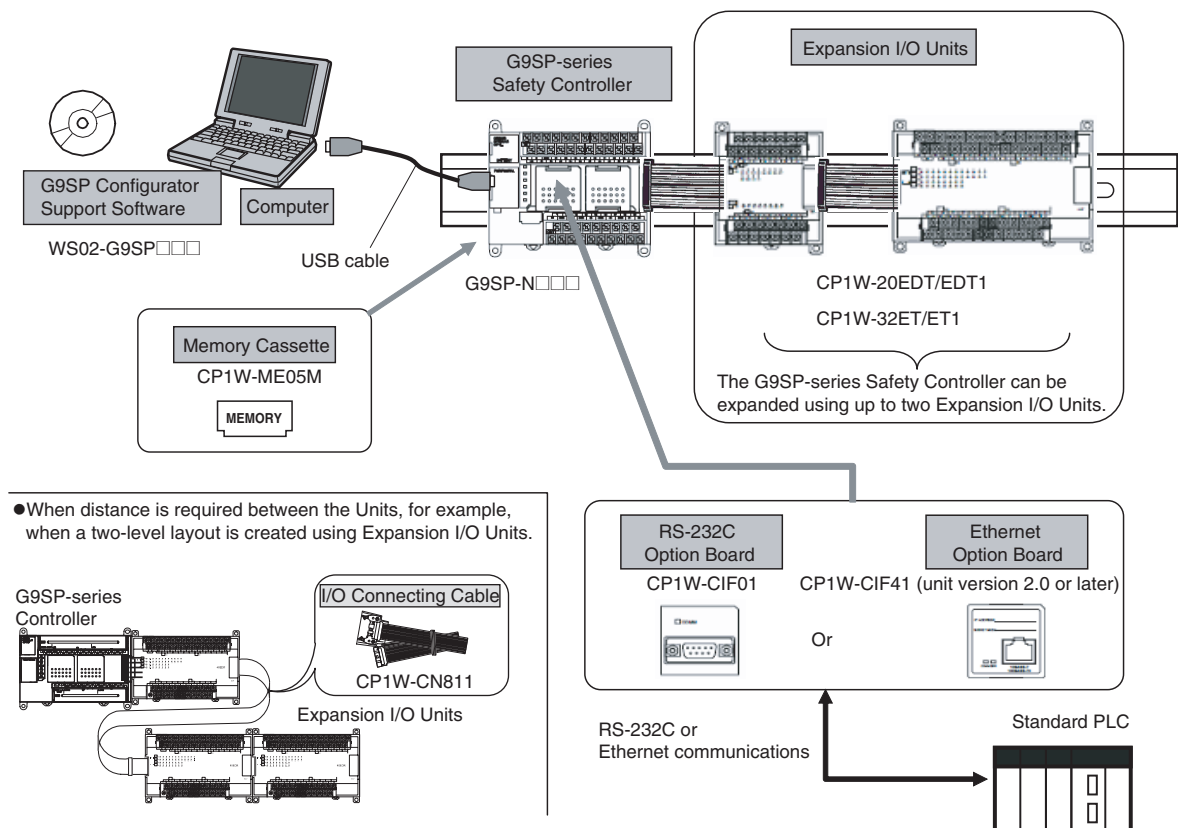 Expansion I/O Units
G9SP-series
Safety Controller
G9SP Configurator
Support Software
Computer
WS02-G9SP□□□
USB cable
G9SP-N□□□
CP1W-20EDT/EDT1
CP1W-32ET/ET1
The G9SP-series Safety Controller can be
expanded using up to two Expansion I/O Units.
Memory Cassette
CP1W-ME05M
MEMORY
●When distance is required between the Units, for example,
when a two-level layout is created using Expansion I/O Units.
G9SP-series
Controller
I/O Connecting Cable
CP1W-CN811
Expansion I/O Units
RS-232C
Option Board
CP1W-CIF01
Ethernet
Option Board
CP1W-CIF41 (unit version 2.0 or later)
Or
RS-232C or
Ethernet communications
Standard PLC